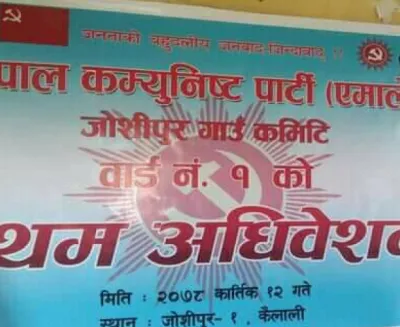 जनताको बहुदलीय जनवाद-जिन्दावाद् !!
पाल कम्युनिष्ट पार्टी (एमाले
जोशीपुर गाउँ कमिटि
वार्ड नं. १ को
थम अधिवेशन
मिति : २०७८ कार्तिक १२ गते
स्थान : जोशीपुर- १, कैलाली